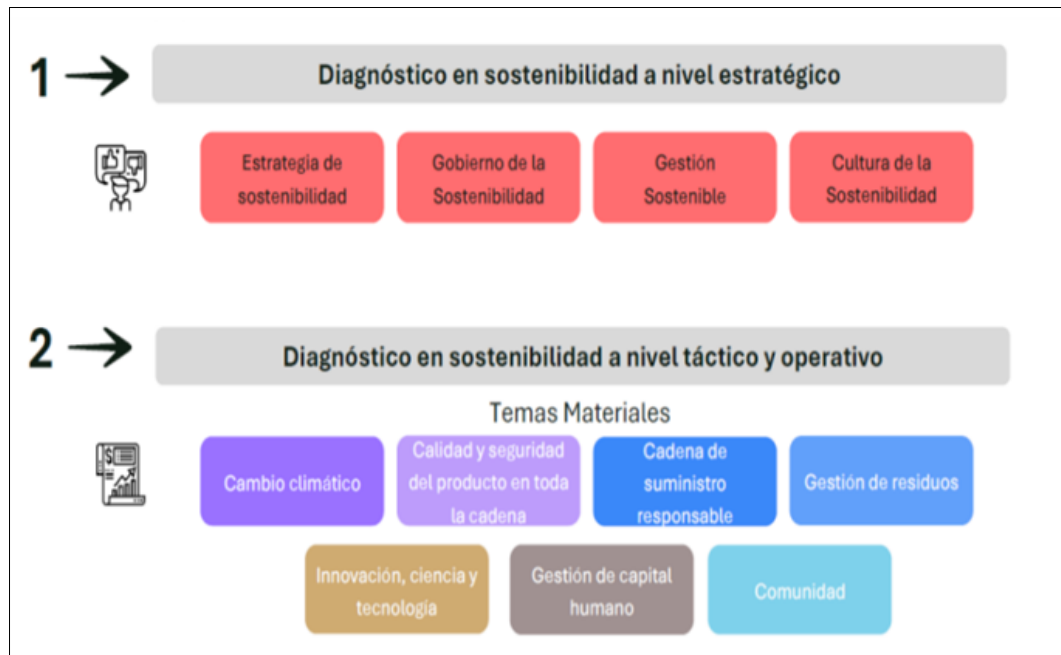 1
Diagnóstico en sostenibilidad a nivel estratégico
Estrategia de
sostenibilidad
Gobierno de la
Sostenibilidad
Gestión
Sostenible
Cultura de la
Sostenibilidad
2
Diagnóstico en sostenibilidad a nivel táctico y operativo
Temas Materiales
$
Cambio climático
Calidad y seguridad
del producto en toda
la cadena
Cadena de
suministro
responsable
Gestión de residuos
Innovación, ciencia y
tecnología
Gestión de capital
humano
Comunidad